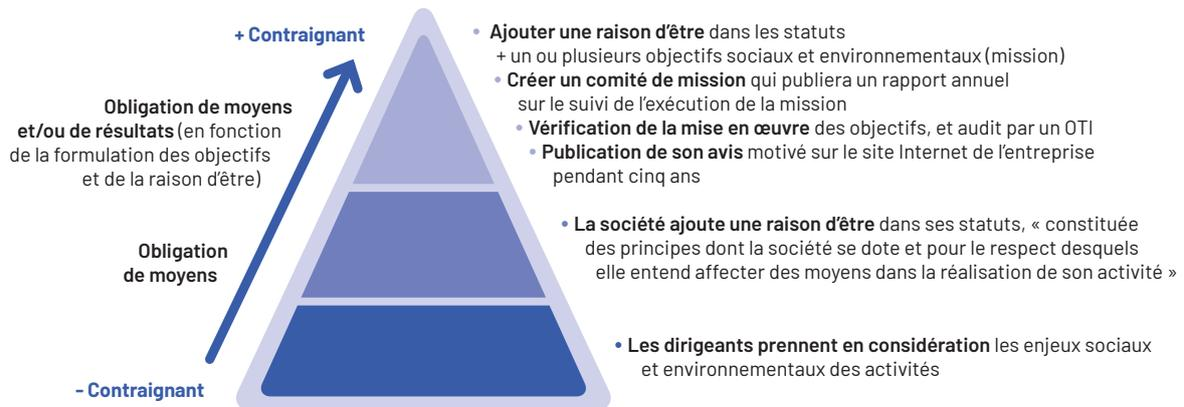 + Contraignant
Obligation de moyens
et/ou de résultats (en fonction
de la formulation des objectifs
et de la raison d'être)
Obligation
de moyens
- Contraignant
• Ajouter une raison d'être dans les statuts
+ un ou plusieurs objectifs sociaux et environnementaux (mission)
• Créer un comité de mission qui publiera un rapport annuel
sur le suivi de l'exécution de la mission
• Vérification de la mise en œuvre des objectifs, et audit par un OTI
• Publication de son avis motivé sur le site Internet de l'entreprise
pendant cinq ans
• La société ajoute une raison d'être dans ses statuts, « constituée
des principes dont la société se dote et pour le respect desquels
elle entend affecter des moyens dans la réalisation de son activité »
• Les dirigeants prennent en considération les enjeux sociaux
et environnementaux des activités